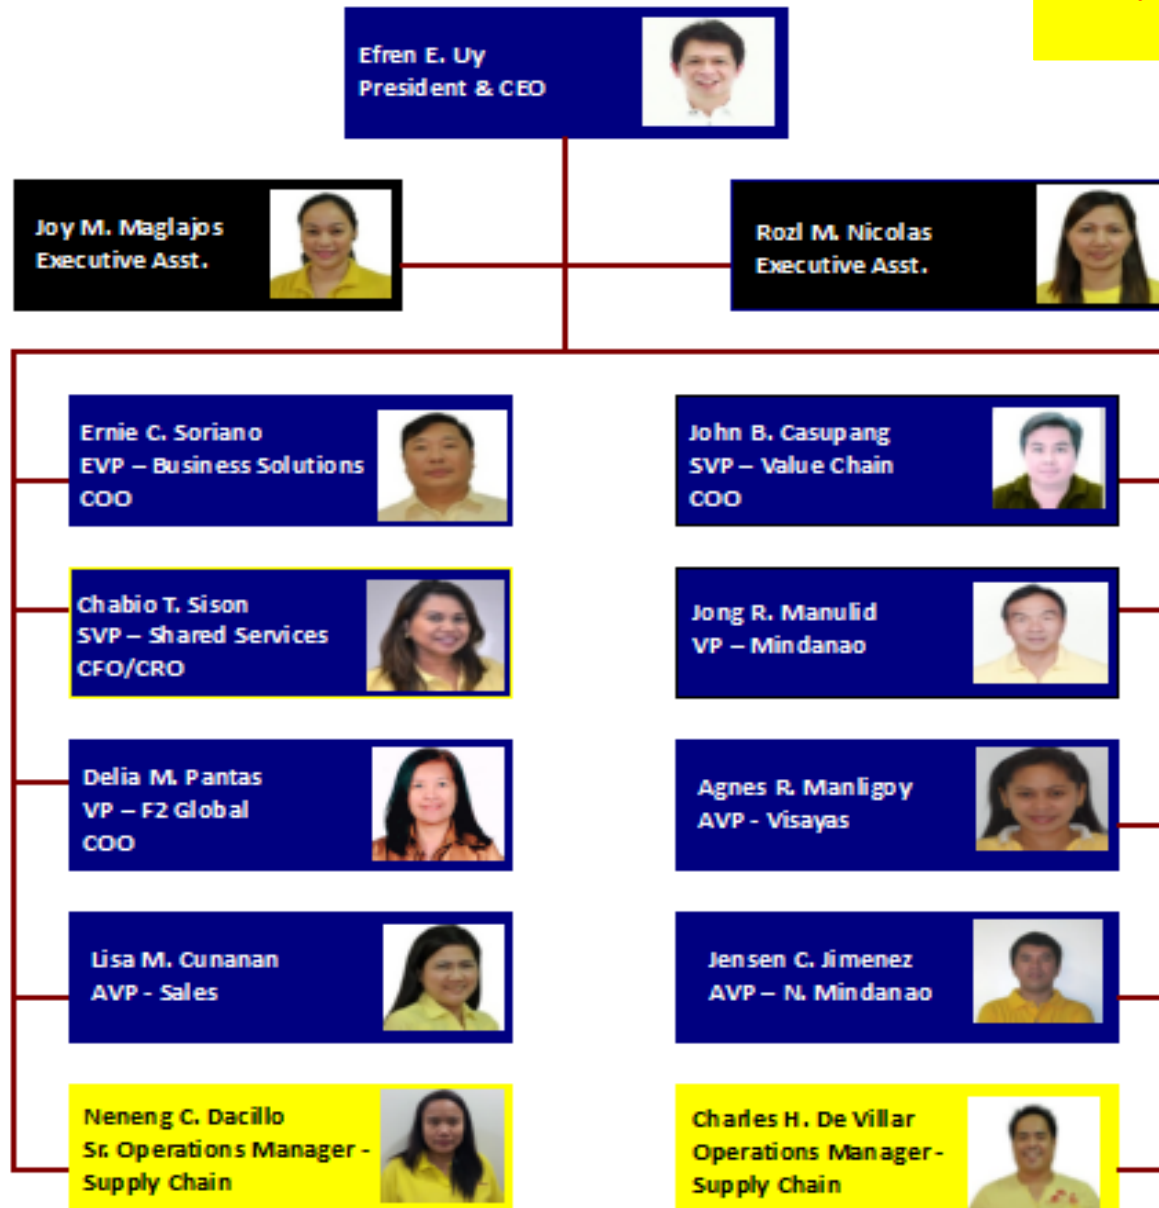 Efren E. Uy
President & CEO
Joy M. Maglajos
Executive Asst.
Rozl M. Nicolas
Executive Asst.
Ernie C. Soriano
EVP – Business Solutions
COO
John B. Casupang
SVP – Value Chain
COO
Chabio T. Sison
SVP – Shared Services
CFO/CRO
Jong R. Manulid
VP – Mindanao
Delia M. Pantas
VP – F2 Global
COO
Agnes R. Manligoy
AVP - Visayas
Lisa M. Cunanan
AVP - Sales
Jensen C. Jimenez
AVP – N. Mindanao
Neneng C. Dacillo
Sr. Operations Manager -
Supply Chain
Charles H. De Villar
Operations Manager-
Supply Chain